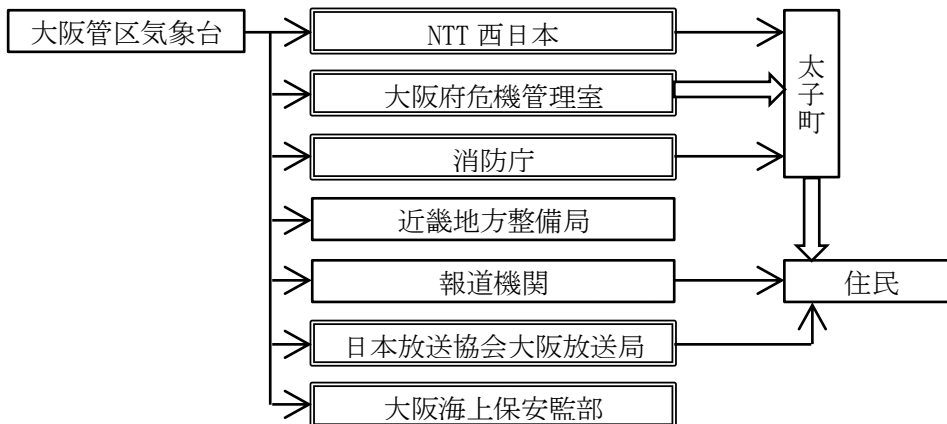 大阪管区気象台
NTT 西日本
大阪府危機管理室
消防庁
近畿地方整備局
報道機関
日本放送協会大阪放送局
大阪海上保安監部
太子町
住民